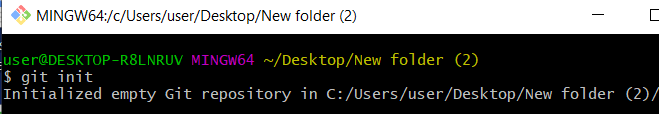 MINGW64:/c/Users/user/Desktop/New folder (2)
user@DESKTOP-R8LNRUV MINGW64 ~/Desktop/New folder (2)
$ git init
Initialized empty Git repository in C:/Users/user/Desktop/New folder (2)/